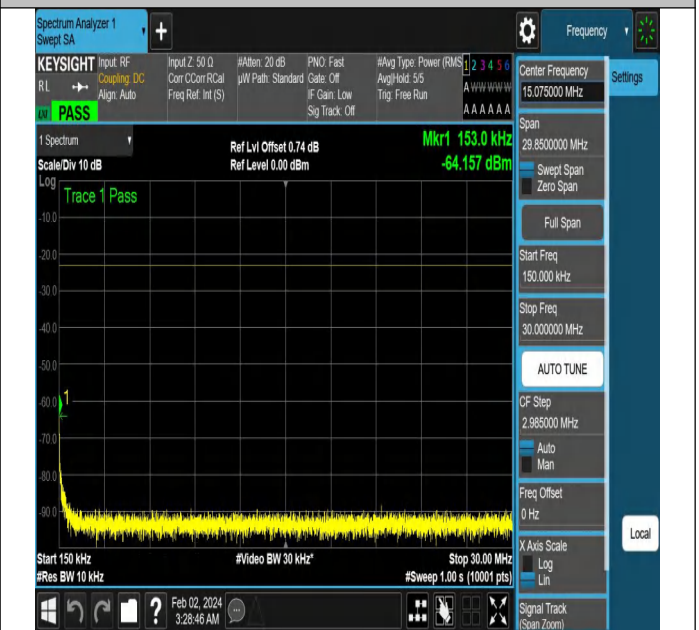 Spectrum Analyzer 1
Swept SA
+
Frequency
KEYSIGHT
RL
PASS
Input: RF
Coupling: DC
Align: Auto
Input Z: 50 Ω
Corr CCorr RCal
Freq Ref: Int (S)
#Atten: 20 dB
µW Path: Standard
PNO: Fast
Gate: Off
IF Gain: Low
Sig Track: Off
#Avg Type: Power (RMS
Avg|Hold: 5/5
Trig: Free Run
1 2 3 4 5 6
A W W W W W
A A A A A A
1 Spectrum
Scale/Div 10 dB
Ref Lvl Offset 0.74 dB
Ref Level 0.00 dBm
Mkr1 153.0 kHz
-64.157 dBm
Log
Trace 1 Pass
-10.0
-20.0
-30.0
-40.0
-50.0
-60.0
-70.0
-80.0
-90.0
1
Start 150 kHz
#Res BW 10 kHz
#Video BW 30 kHz*
Stop 30.00 MHz
#Sweep 1.00 s (10001 pts)
?
Feb 02, 2024
3:28:46 AM
Center Frequency
15.075000 MHz
Settings
Span
29.8500000 MHz
Swept Span
Zero Span
Full Span
Start Freq
150.000 kHz
Stop Freq
30.000000 MHz
AUTO TUNE
CF Step
2.985000 MHz
Auto
Man
Freq Offset
0 Hz
Local
X Axis Scale
Log
Lin
Signal Track
(Span Zoom)